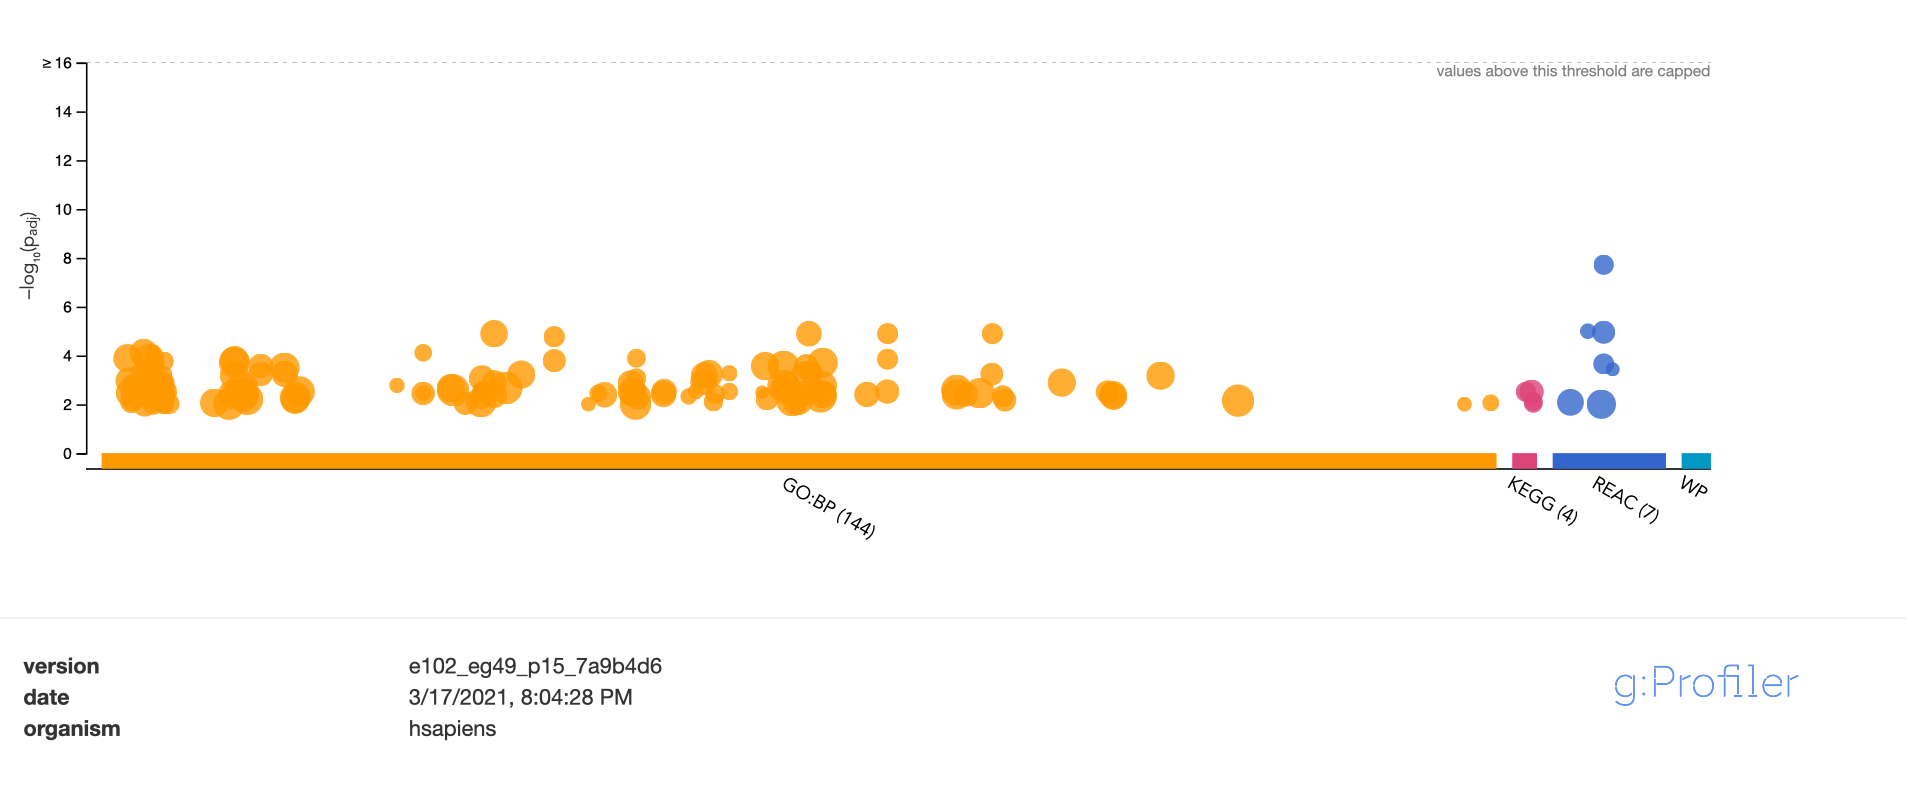 ≥ 16
values above this threshold are capped
14
12
10
8
6
4
2
0
–log₁₀(padj)
GO:BP (144)
KEGG (4)
REAC (7)
WP
version e102_eg49_p15_7a9b4d6
date 3/17/2021, 8:04:28 PM
organism hsapiens
g:Profiler